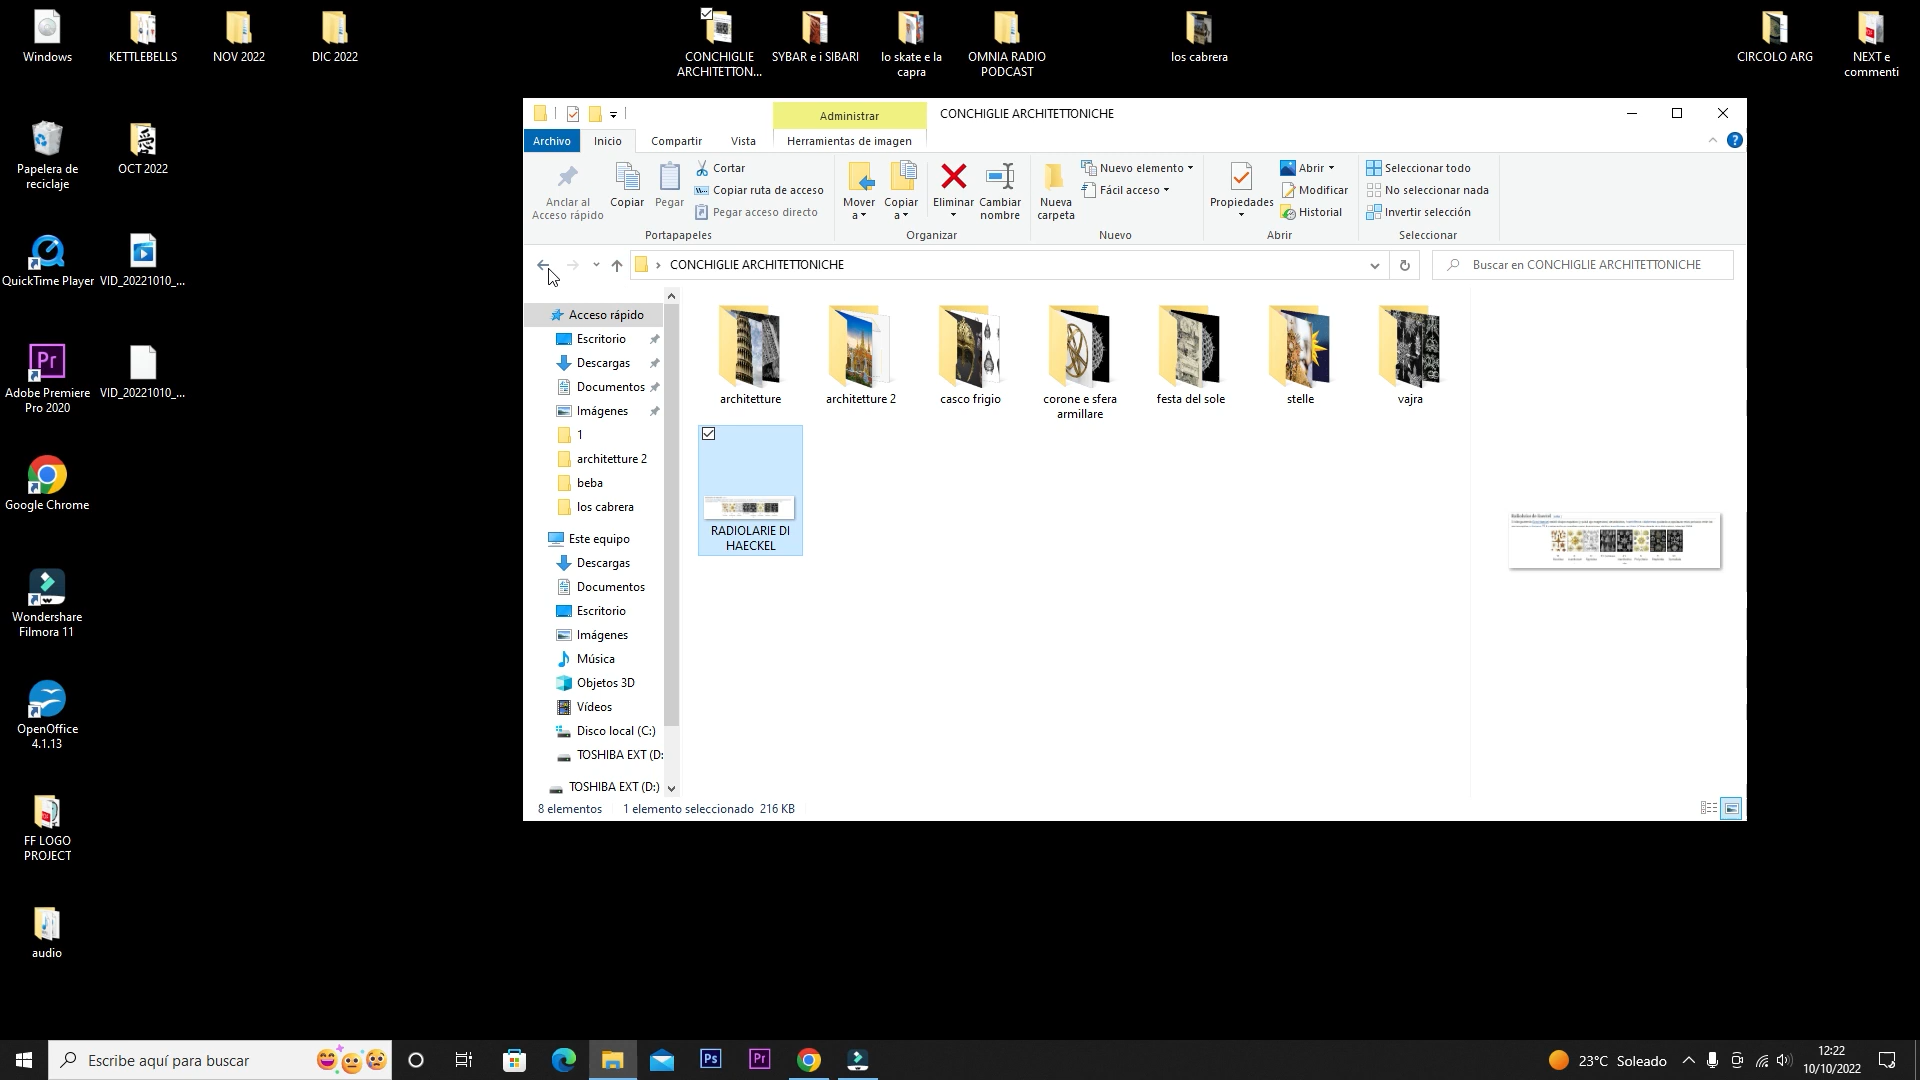 Windows
KETTLEBELLS
NOV 2022
DIC 2022
CONCHIGLIE
ARCHITETTON...
SYBAR e i SIBARI
lo skate e la
capra
OMNIA RADIO
PODCAST
los cabrera
CIRCOLO ARG
NEXT e
commenti
Papelera de
reciclaje
OCT 2022
QuickTime Player
VID_20221010_...
Adobe Premiere
Pro 2020
VID_20221010_...
Google Chrome
Wondershare
Filmora 11
OpenOffice
4.1.13
FF LOGO
PROJECT
audio
Administrar
CONCHIGLIE ARCHITETTONICHE
Archivo
Inicio
Compartir
Vista
Herramientas de imagen
Anclar al
Acceso rápido
Copiar
Pegar
Cortar
Copiar ruta de acceso
Pegar acceso directo
Portapapeles
Mover
a
Copiar
a
Eliminar
Cambiar
nombre
Organizar
Nueva
carpeta
Nuevo elemento
Fácil acceso
Nuevo
Propiedades
Abrir
Modificar
Historial
Abrir
Seleccionar todo
No seleccionar nada
Invertir selección
Seleccionar
CONCHIGLIE ARCHITETTONICHE
Buscar en CONCHIGLIE ARCHITETTONICHE
Acceso rápido
Escritorio
Descargas
Documentos
Imágenes
1
architetture 2
beba
los cabrera
Este equipo
Descargas
Documentos
Escritorio
Imágenes
Música
Objetos 3D
Vídeos
Disco local (C:)
TOSHIBA EXT (D:
TOSHIBA EXT (D:)
architetture
architetture 2
casco frigio
corone e sfera
armillare
festa del sole
stelle
vajra
RADIOLARIE DI
HAECKEL
8 elementos
1 elemento seleccionado 216 KB
Escribe aquí para buscar
Ps
Pr
23°C Soleado
12:22
10/10/2022